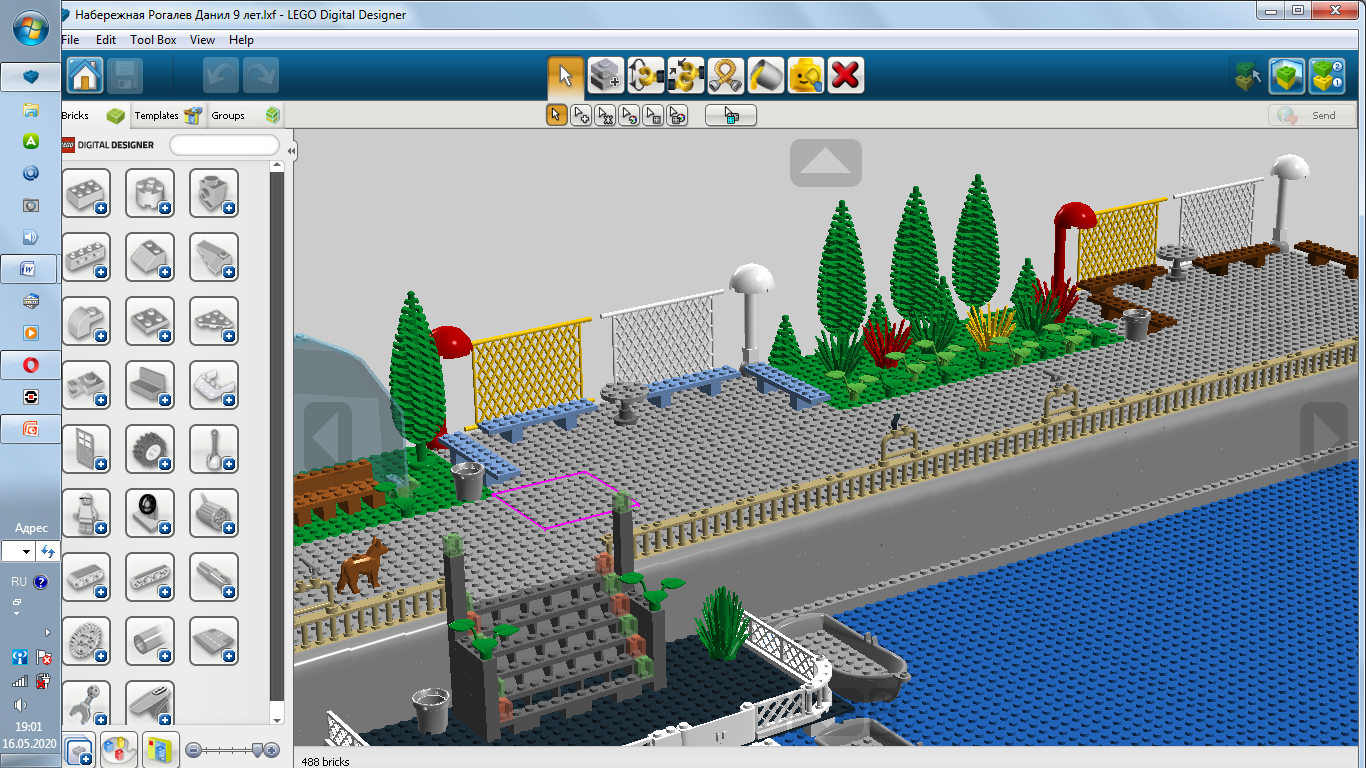 Набережная Рогалев Данил 9 лет.lxf - LEGO Digital Designer
File Edit Tool Box View Help
Bricks Templates Groups
Send
LEGO DIGITAL DESIGNER
Адрес
RU
19:01
16.05.2020
488 bricks